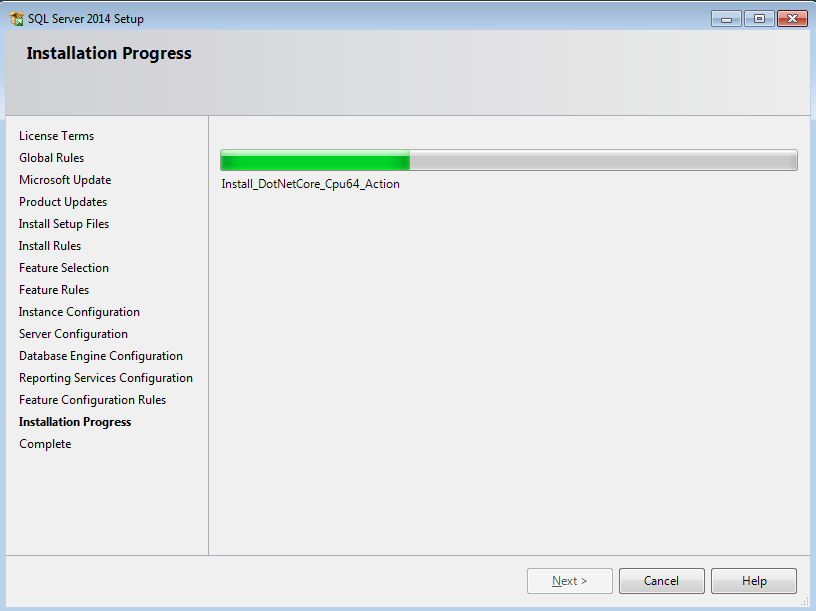 SQL Server 2014 Setup
Installation Progress
License Terms
Global Rules
Microsoft Update
Product Updates
Install Setup Files
Install Rules
Feature Selection
Feature Rules
Instance Configuration
Server Configuration
Database Engine Configuration
Reporting Services Configuration
Feature Configuration Rules
Installation Progress
Complete
Install_DotNetCore_Cpu64_Action
Next >
Cancel
Help